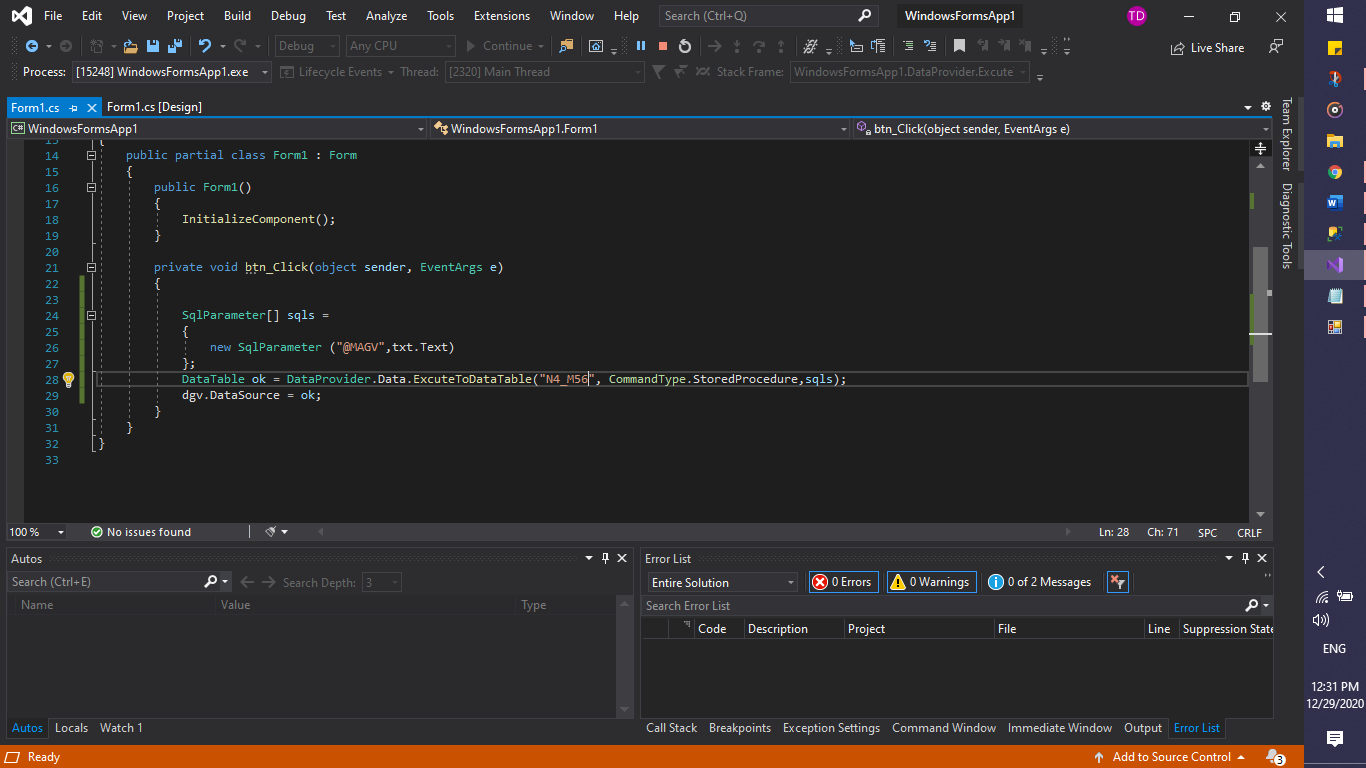 File Edit View Project Build Debug Test Analyze Tools Extensions Window Help Search (Ctrl+Q) WindowsFormsApp1 TD
Debug Any CPU Continue Live Share
Process: [15248] WindowsFormsApp1.exe Lifecycle Events Thread: [2320] Main Thread Stack Frame: WindowsFormsApp1.DataProvider.Excute
Form1.cs Form1.cs [Design]
C# WindowsFormsApp1 WindowsFormsApp1.Form1 btn_Click(object sender, EventArgs e)
13 {
14 public partial class Form1 : Form
15 {
16 public Form1()
17 {
18 InitializeComponent();
19 }
20
21 private void btn_Click(object sender, EventArgs e)
22 {
23
24 SqlParameter[] sqls =
25 {
26 new SqlParameter ("@MAGV",txt.Text)
27 };
28 DataTable ok = DataProvider.Data.ExcuteToDataTable("N4_M56", CommandType.StoredProcedure,sqls);
29 dgv.DataSource = ok;
30 }
31 }
32 }
33
100 % No issues found Ln: 28 Ch: 71 SPC CRLF
Team Explorer
Diagnostic Tools
Autos
Search (Ctrl+E) Search Depth: 3
Name Value Type
Autos Locals Watch 1
Error List
Entire Solution 0 Errors 0 Warnings 0 of 2 Messages
Search Error List
Code Description Project File Line Suppression State
Call Stack Breakpoints Exception Settings Command Window Immediate Window Output Error List
Ready Add to Source Control 3
ENG
12:31 PM
12/29/2020